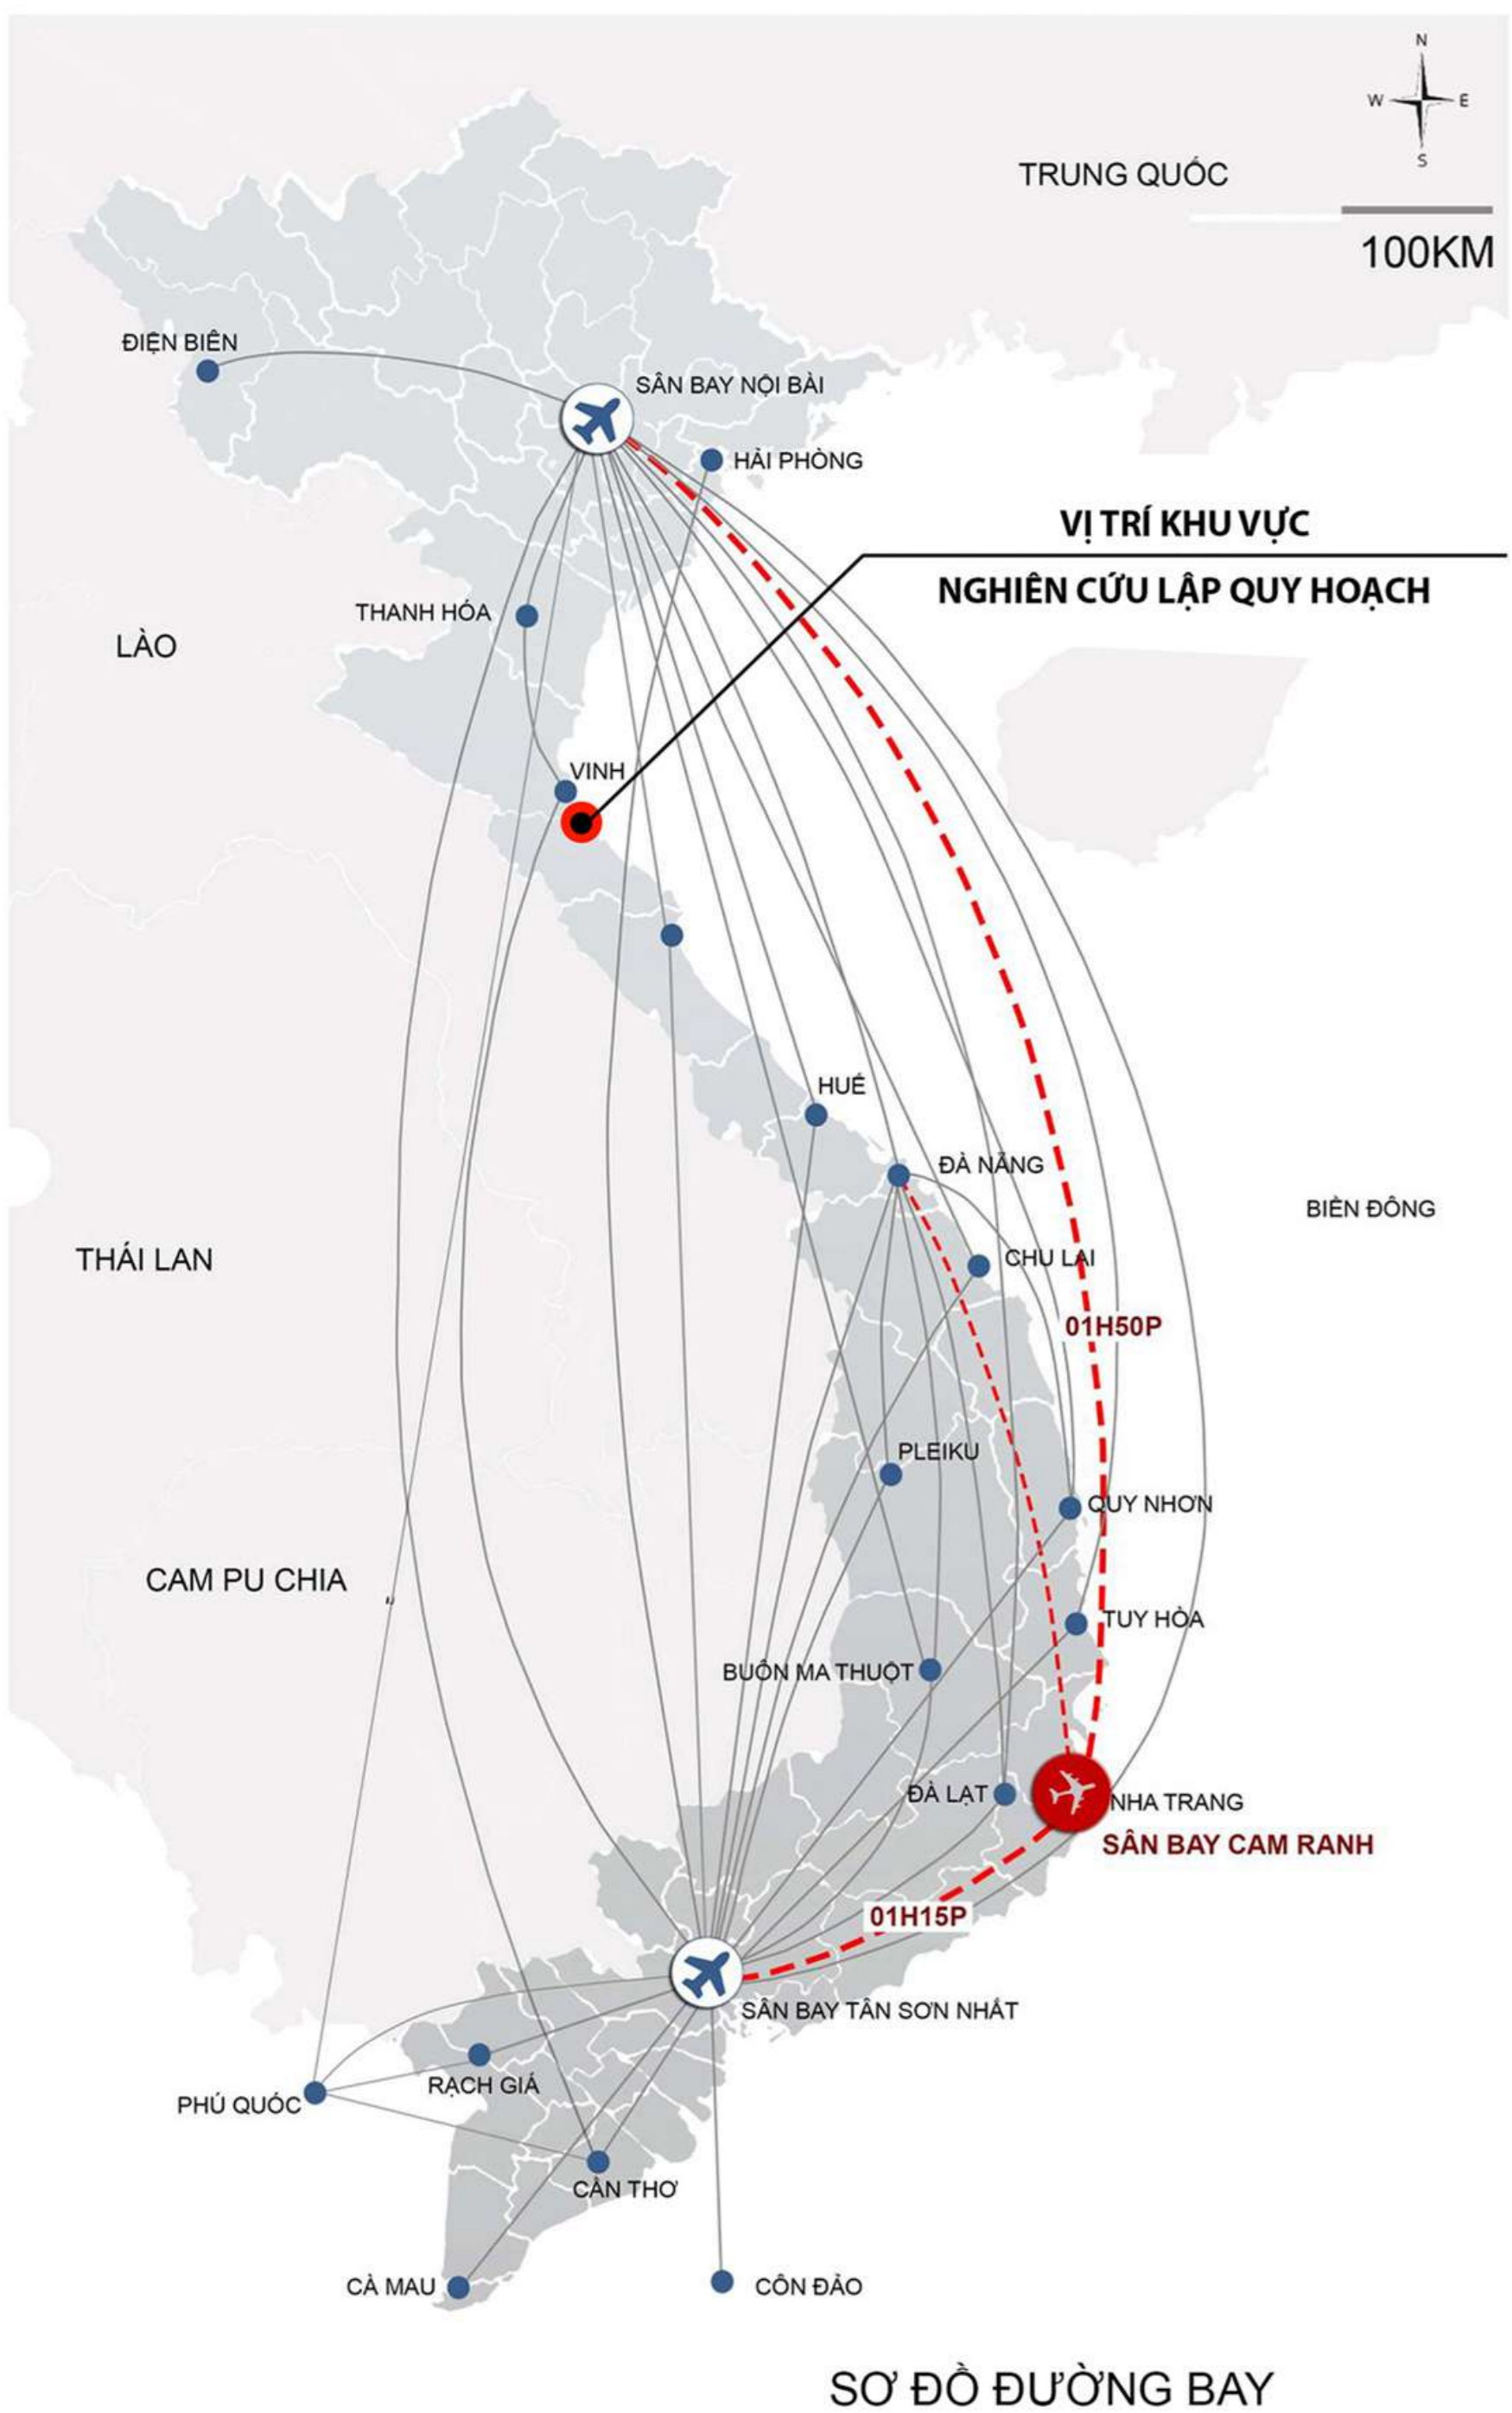 N
W
E
S
TRUNG QUỐC
100KM
ĐIỆN BIÊN
SÂN BAY NỘI BÀI
HẢI PHÒNG
VỊ TRÍ KHU VỰC
NGHIÊN CỨU LẬP QUY HOẠCH
THANH HÓA
LÀO
VINH
HUẾ
ĐÀ NẴNG
BIỂN ĐÔNG
THÁI LAN
CHU LAI
01H50P
PLEIKU
QUY NHƠN
CAM PU CHIA
TUY HÒA
BUÔN MA THUỘT
ĐÀ LẠT
NHA TRANG
SÂN BAY CAM RANH
01H15P
SÂN BAY TÂN SƠN NHẤT
RẠCH GIÁ
PHÚ QUỐC
CẦN THƠ
CÀ MAU
CÔN ĐẢO
SƠ ĐỒ ĐƯỜNG BAY